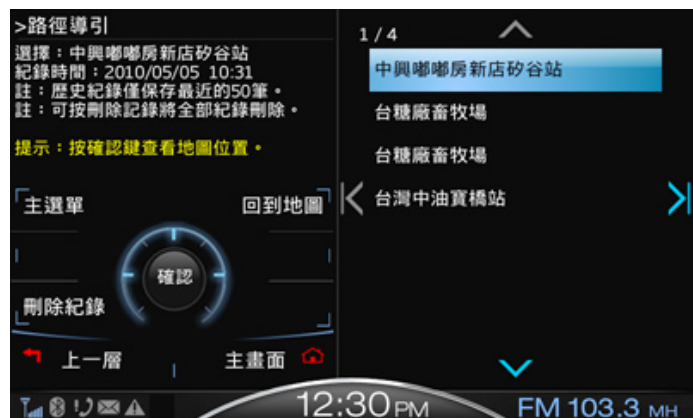 >路徑導引
選擇：中興嘟嘟房新店矽谷站
紀錄時間：2010/05/05 10:31
註：歷史紀錄僅保存最近的50筆。
註：可按刪除記錄將全部紀錄刪除。
提示：按確認鍵查看地圖位置。
主選單
回到地圖
確認
刪除紀錄
上一層
主畫面
1/4
中興嘟嘟房新店矽谷站
台糖廠畜牧場
台糖廠畜牧場
台灣中油寶橋站
12:30 PM
FM 103.3 MH